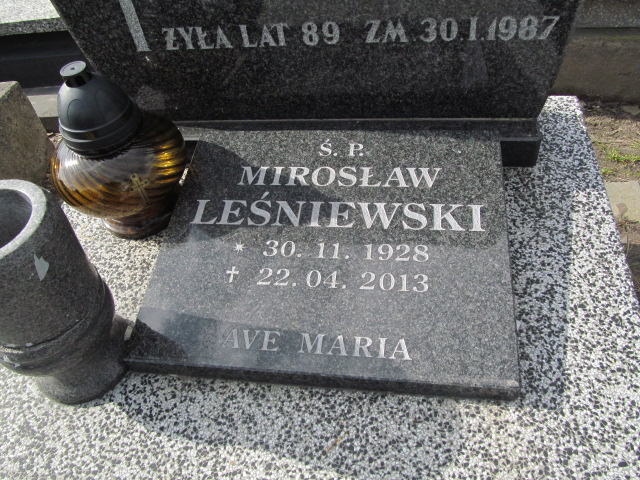 ŻYŁA LAT 89 ZM. 30.I.1987
Ś. P.
MIROSŁAW
LEŚNIEWSKI
* 30. 11. 1928
✝ 22. 04. 2013
AVE MARIA